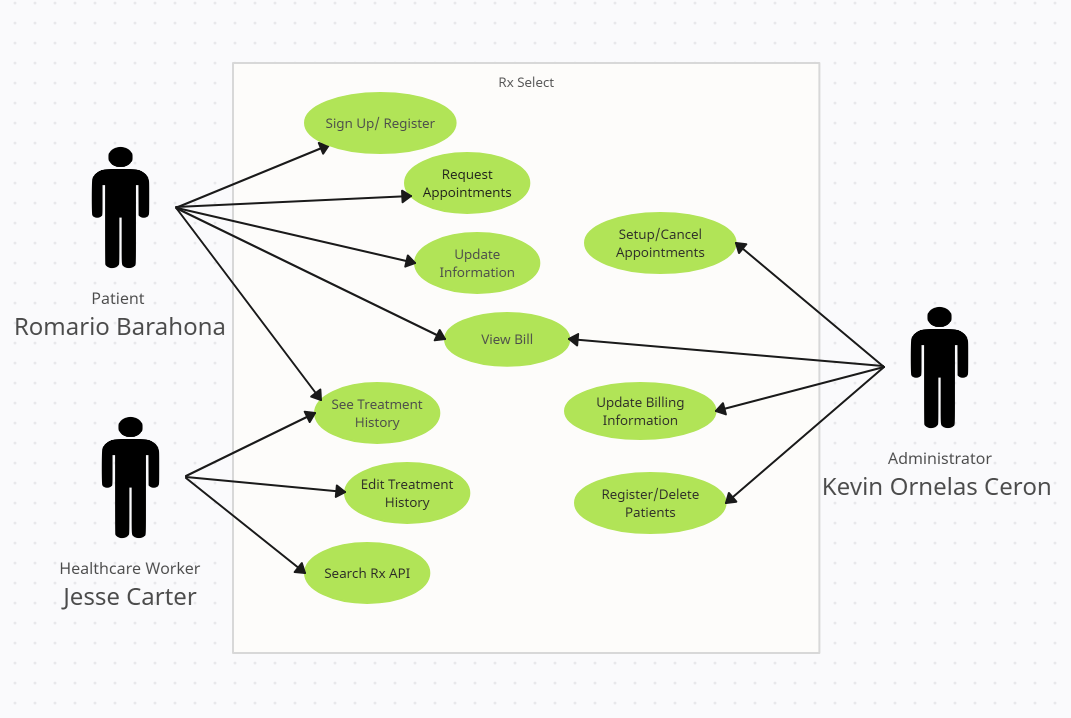 Rx Select
Sign Up/ Register
Request
Appointments
Update
Information
View Bill
See Treatment
History
Edit Treatment
History
Search Rx API
Setup/Cancel
Appointments
Update Billing
Information
Register/Delete
Patients
Patient
Romario Barahona
Healthcare Worker
Jesse Carter
Administrator
Kevin Ornelas Ceron